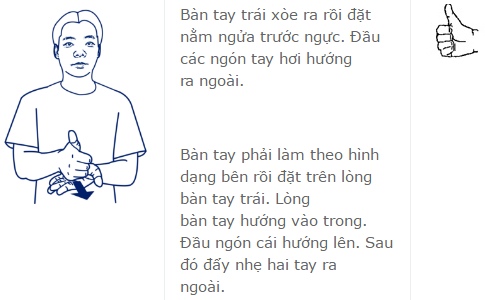 Bàn tay trái xòe ra rồi đặt
nằm ngửa trước ngực. Đầu
các ngón tay hơi hướng
ra ngoài.
Bàn tay phải làm theo hình
dạng bên rồi đặt trên lòng
bàn tay trái. Lòng
bàn tay hướng vào trong.
Đầu ngón cái hướng lên. Sau
đó đẩy nhẹ hai tay ra
ngoài.